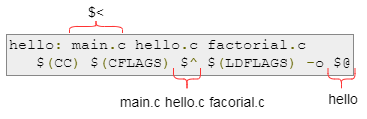 $<
hello: main.c hello.c factorial.c
$(CC) $(CFLAGS) $^ $(LDFLAGS) -o $@
main.c hello.c facorial.c
hello